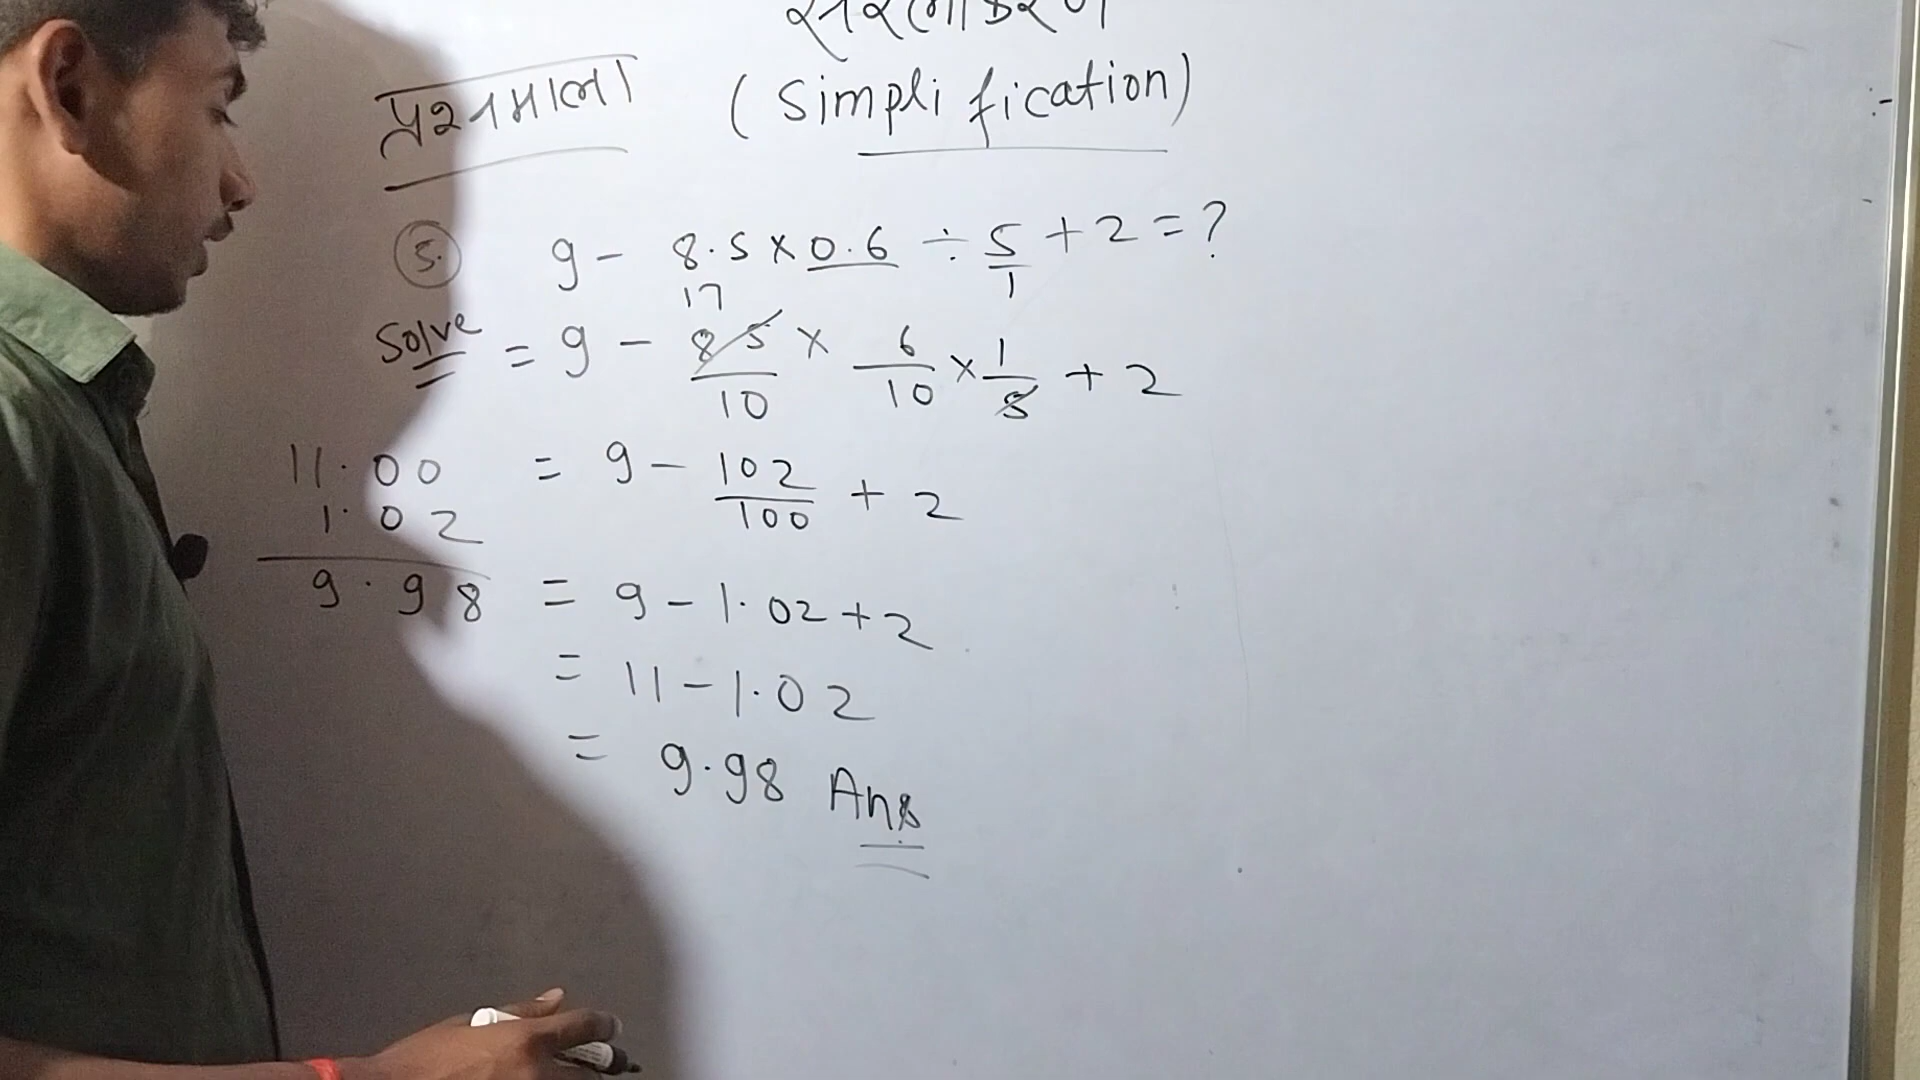 सरलीकरण
प्रश्नमाला (Simplification)
5. 9 - 8.5 × 0.6 ÷ 5/1 + 2 = ?
17
Solve = 9 - 85/10 × 6/10 × 1/5 + 2
= 9 - 102/100 + 2
= 9 - 1.02 + 2
= 11 - 1.02
= 9.98 Ans
11.00
1.02
9.98